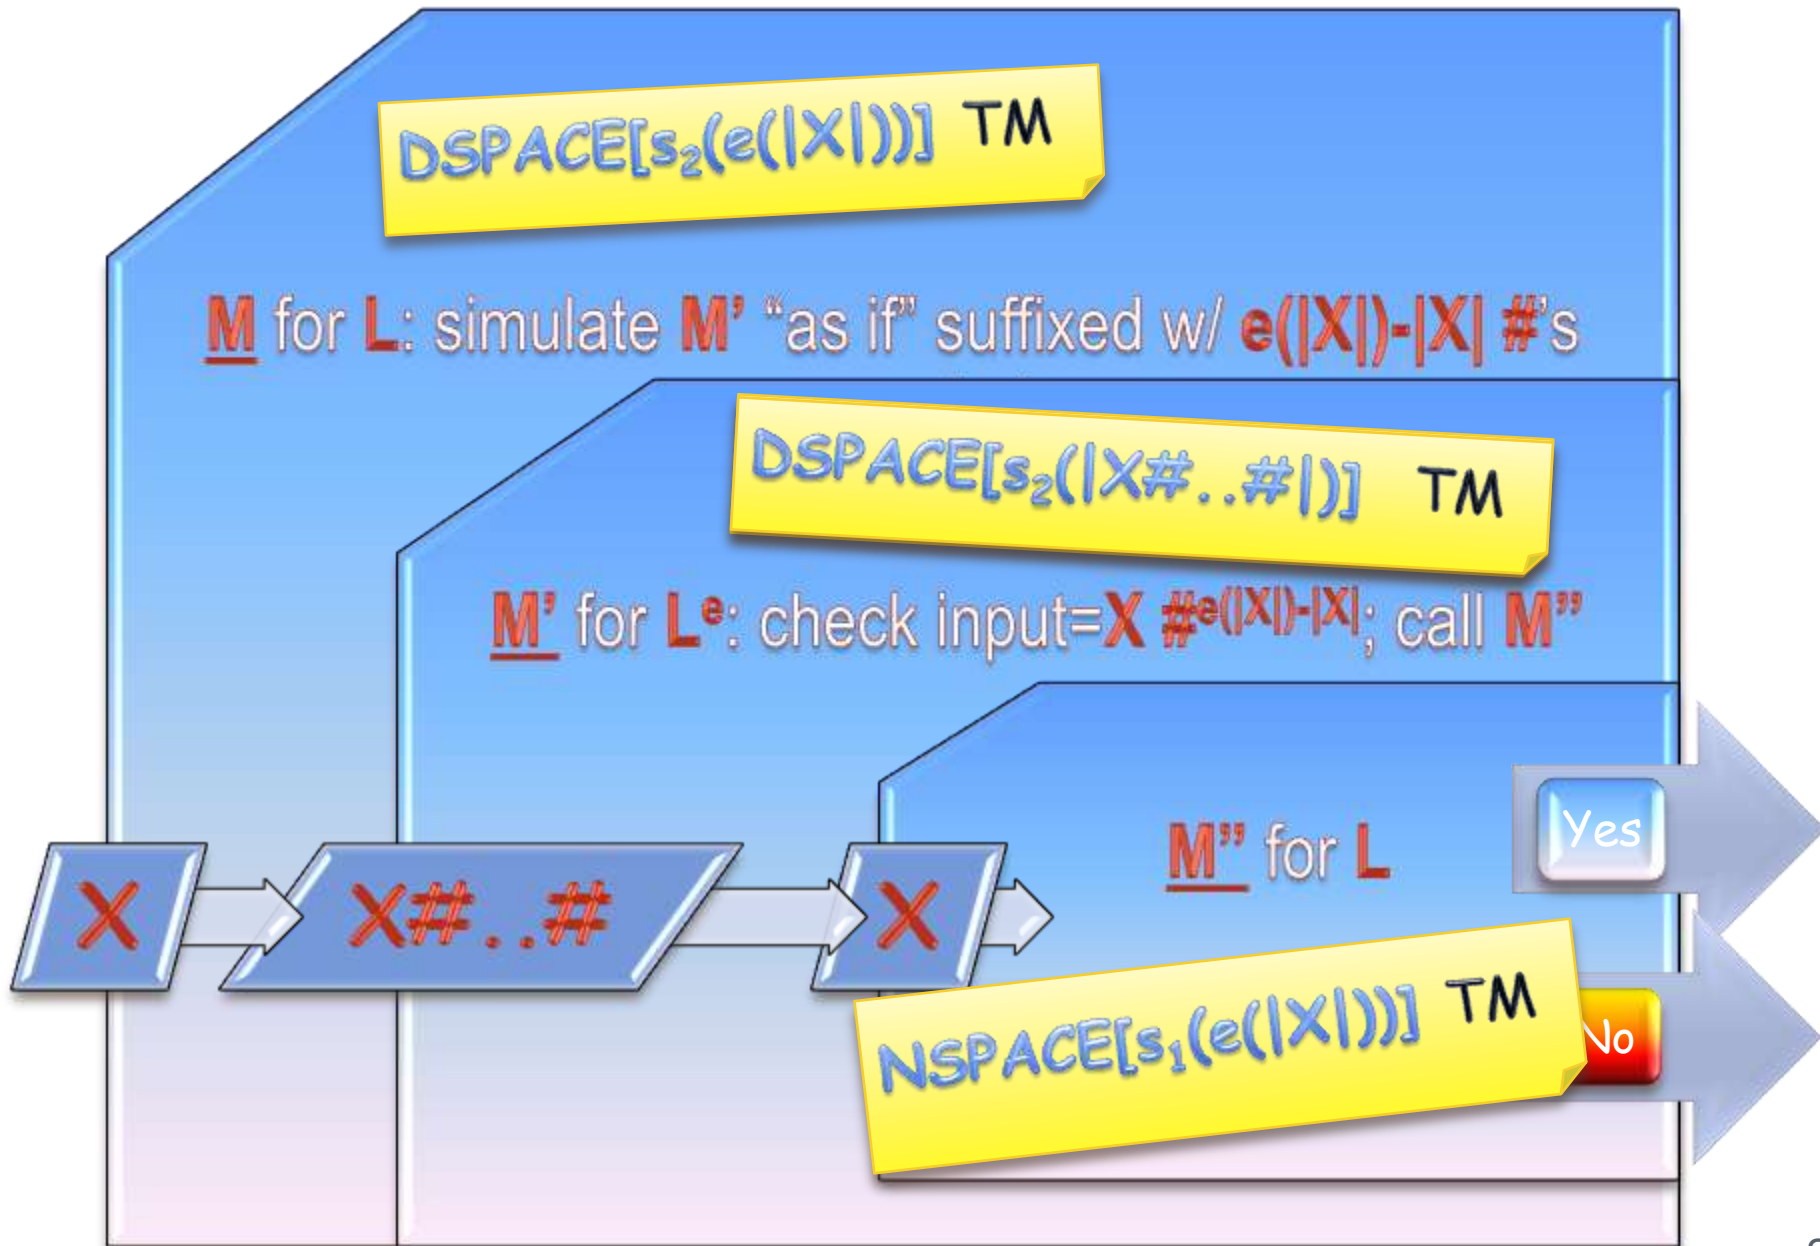 DSPACE[s₂(e(|X|))] TM
M for L: simulate M’ “as if” suffixed w/ e(|X|)-|X| #’s
DSPACE[s₂(|X#..#|)] TM
M’ for Lᵉ: check input=X #ᵉ⁽|X|⁾⁻|X|; call M’’
M’’ for L
Yes
X
X#..#
X
NSPACE[s₁(e(|X|))] TM
No